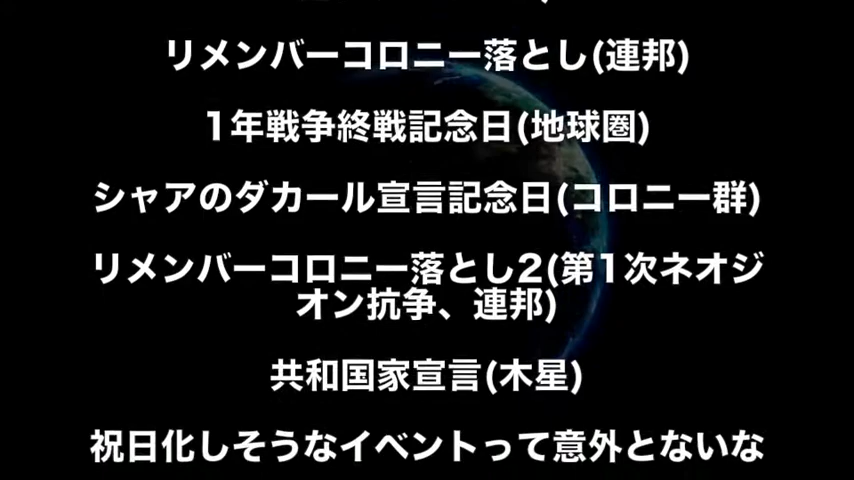 リメンバーコロニー落とし(連邦)
1年戦争終戦記念日(地球圏)
シャアのダカール宣言記念日(コロニー群)
リメンバーコロニー落とし2(第1次ネオジ
オン抗争、連邦)
共和国家宣言(木星)
祝日化しそうなイベントって意外とないな